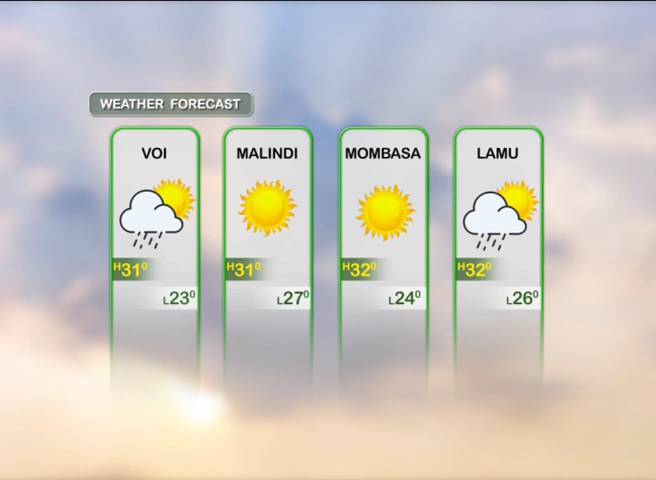 WEATHER FORECAST
VOI MALINDI MOMBASA LAMU
H31⁰ H31⁰ H32⁰ H32⁰
L23⁰ L27⁰ L24⁰ L26⁰